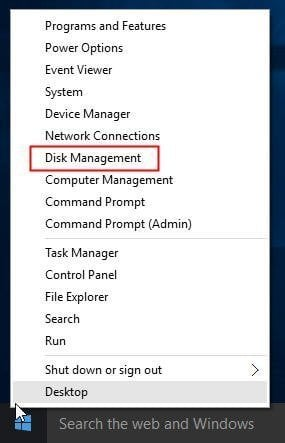 Programs and Features
Power Options
Event Viewer
System
Device Manager
Network Connections
Disk Management
Computer Management
Command Prompt
Command Prompt (Admin)
Task Manager
Control Panel
File Explorer
Search
Run
Shut down or sign out
Desktop
Search the web and Windows